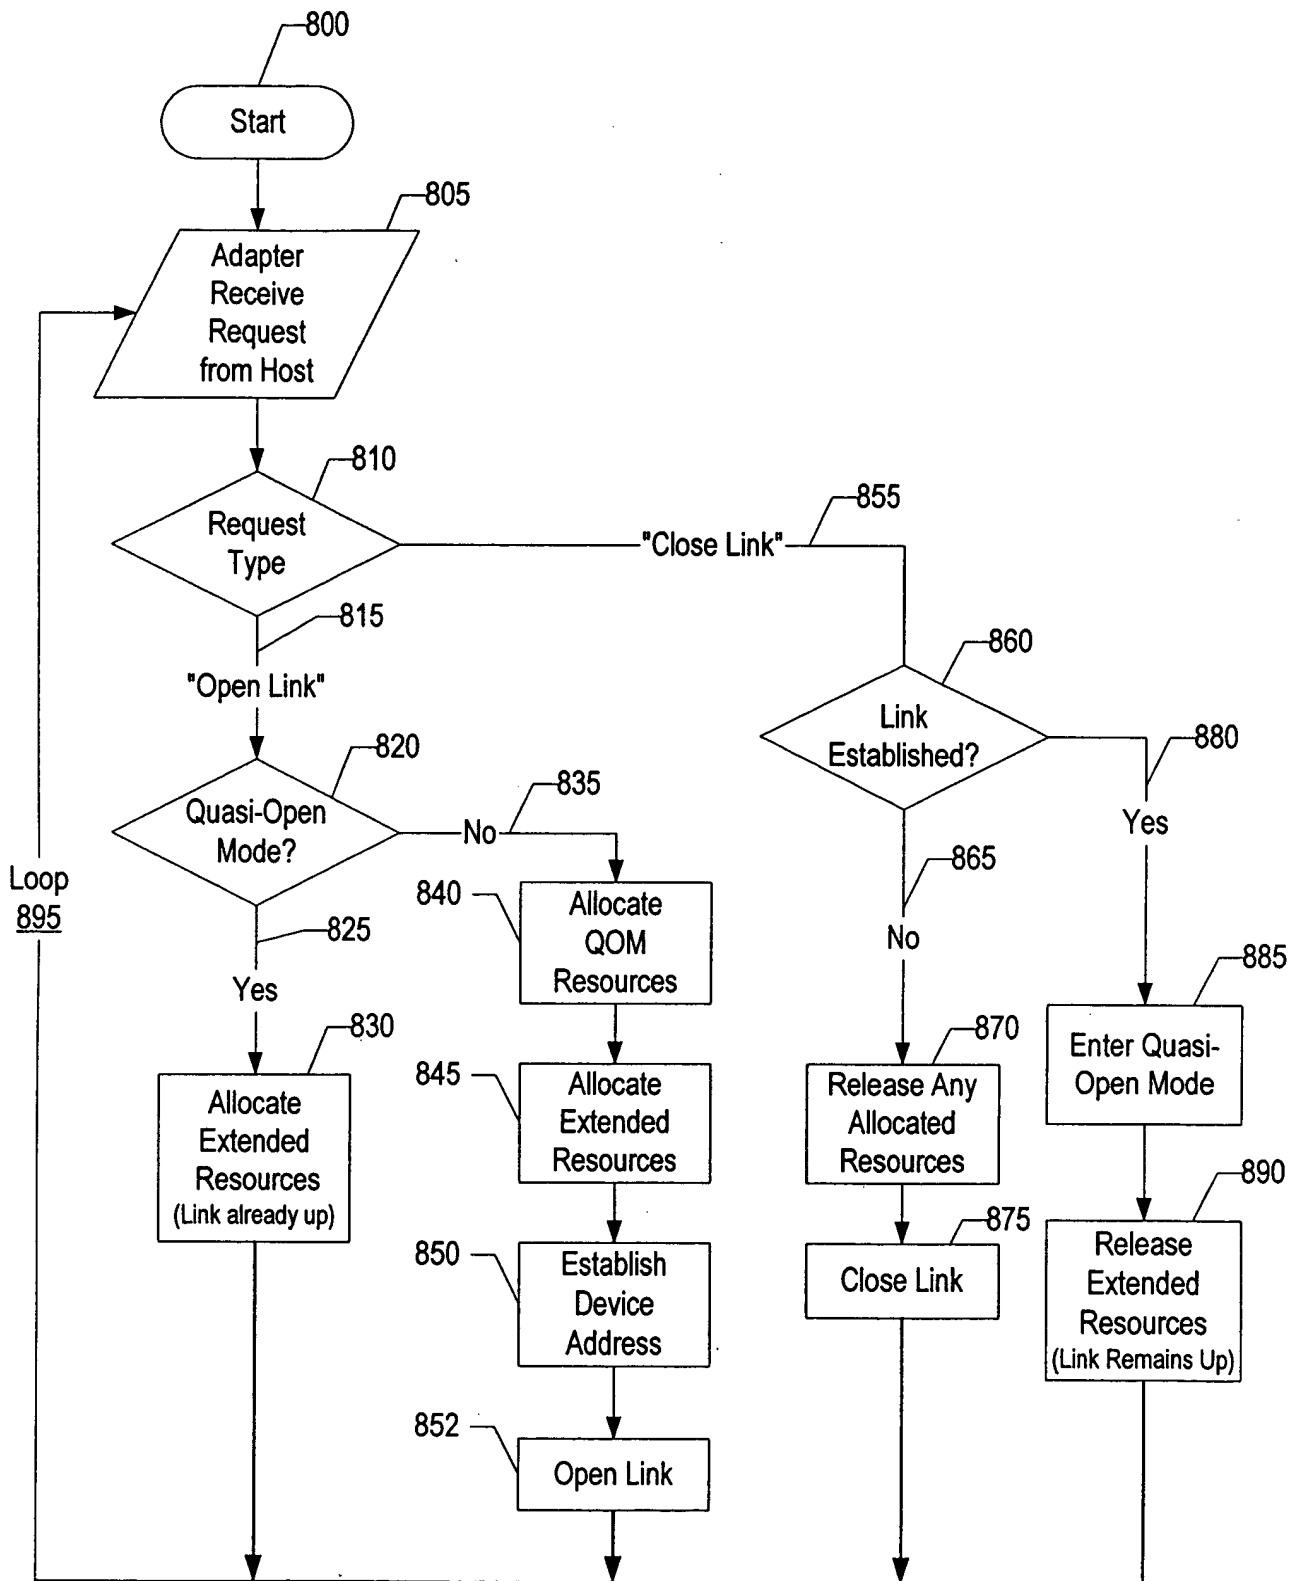 800
Start
805
Adapter
Receive
Request
from Host
810
Request
Type
855
"Close Link"
815
"Open Link"
860
Link
Established?
820
Quasi-Open
Mode?
835
No
880
Yes
865
No
Loop
895
825
Yes
840
Allocate
QOM
Resources
885
Enter Quasi-
Open Mode
830
Allocate
Extended
Resources
(Link already up)
845
Allocate
Extended
Resources
870
Release Any
Allocated
Resources
890
Release
Extended
Resources
(Link Remains Up)
850
Establish
Device
Address
875
Close Link
852
Open Link